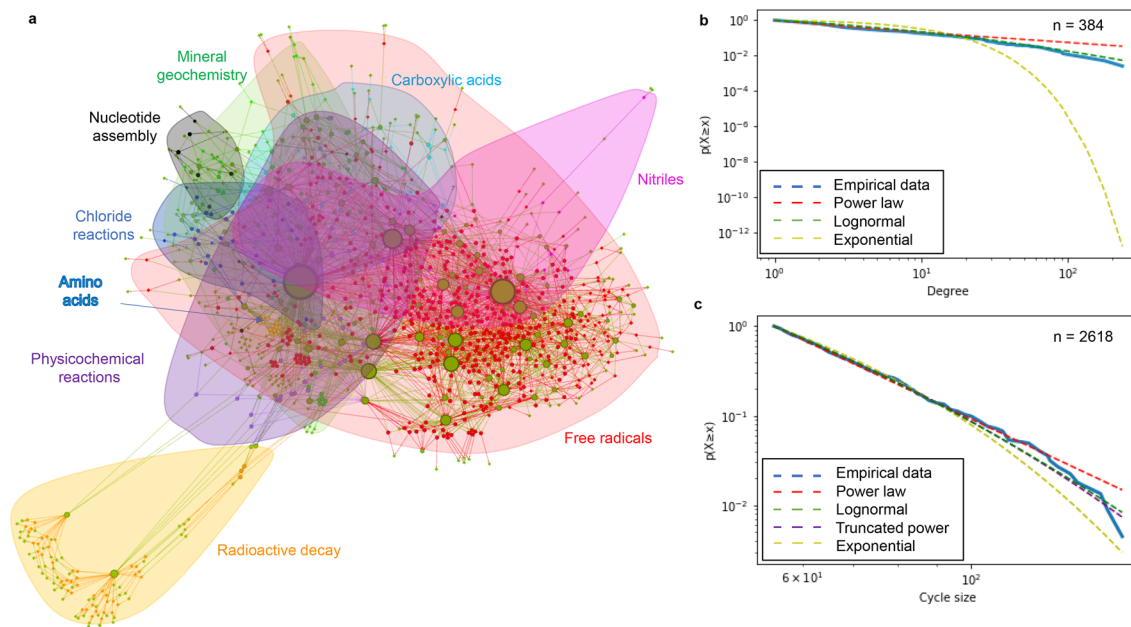 a
Mineral
geochemistry
Carboxylic acids
Nucleotide
assembly
Nitriles
Chloride
reactions
Amino
acids
Physicochemical
reactions
Free radicals
Radioactive decay
b
n = 384
10⁰
10⁻²
10⁻⁴
10⁻⁶
10⁻⁸
10⁻¹⁰
10⁻¹²
p(X≥x)
Empirical data
Power law
Lognormal
Exponential
10⁰
10¹
10²
Degree
c
n = 2618
10⁰
10⁻¹
10⁻²
p(X≥x)
Empirical data
Power law
Lognormal
Truncated power
Exponential
6 × 10¹
10²
Cycle size